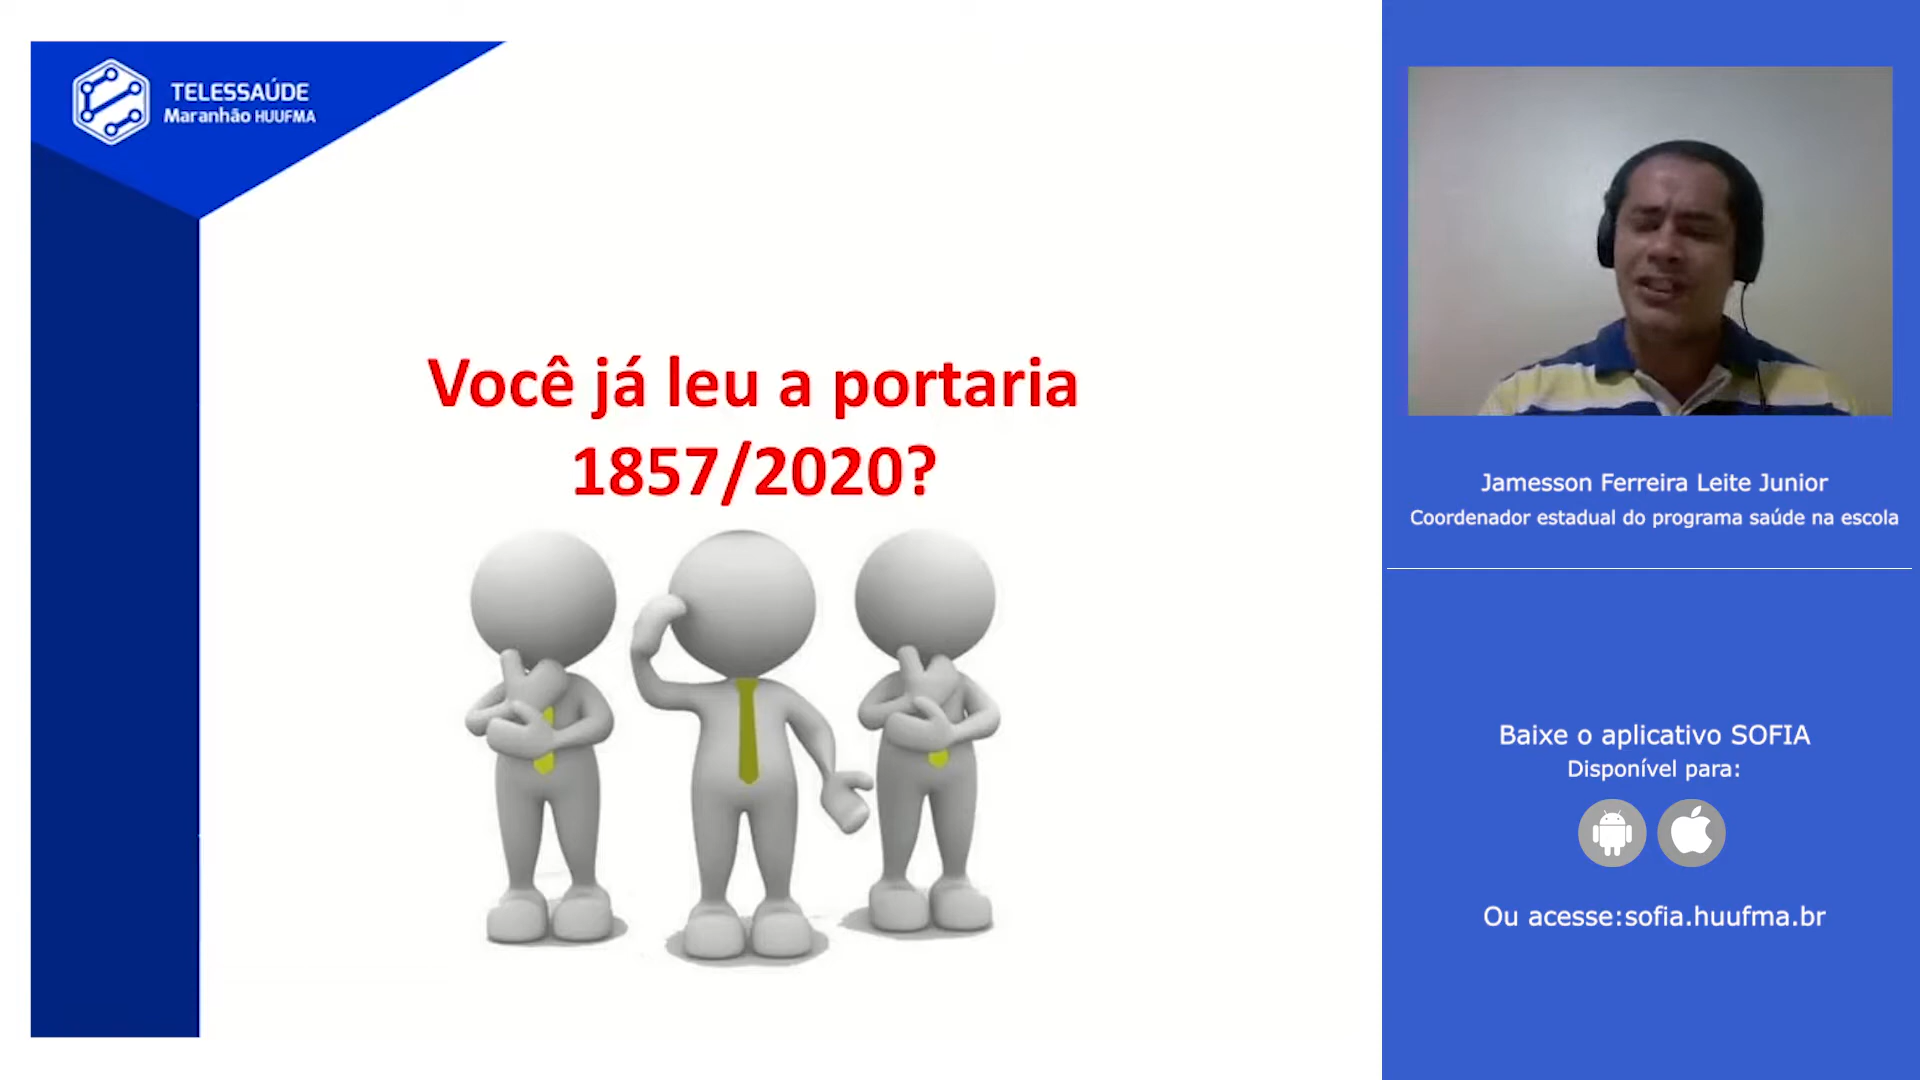 TELESSAÚDE
Maranhão HUUFMA
Você já leu a portaria
1857/2020?
Jamesson Ferreira Leite Junior
Coordenador estadual do programa saúde na escola
Baixe o aplicativo SOFIA
Disponível para:
Ou acesse:sofia.huufma.br